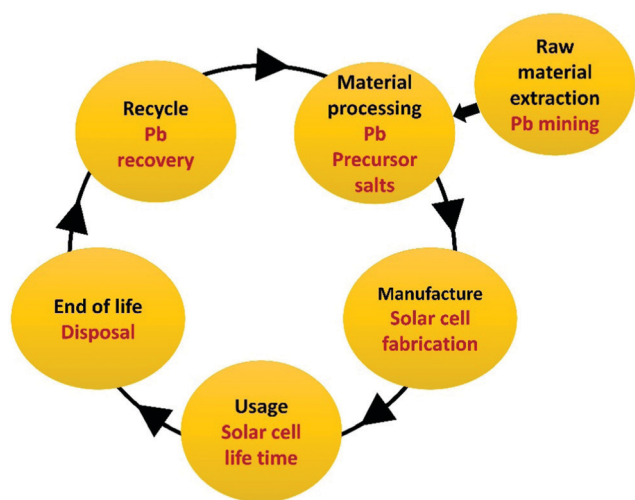 Raw
material
extraction
Pb mining
Material
processing
Pb
Precursor
salts
Recycle
Pb
recovery
Manufacture
Solar cell
fabrication
End of life
Disposal
Usage
Solar cell
life time